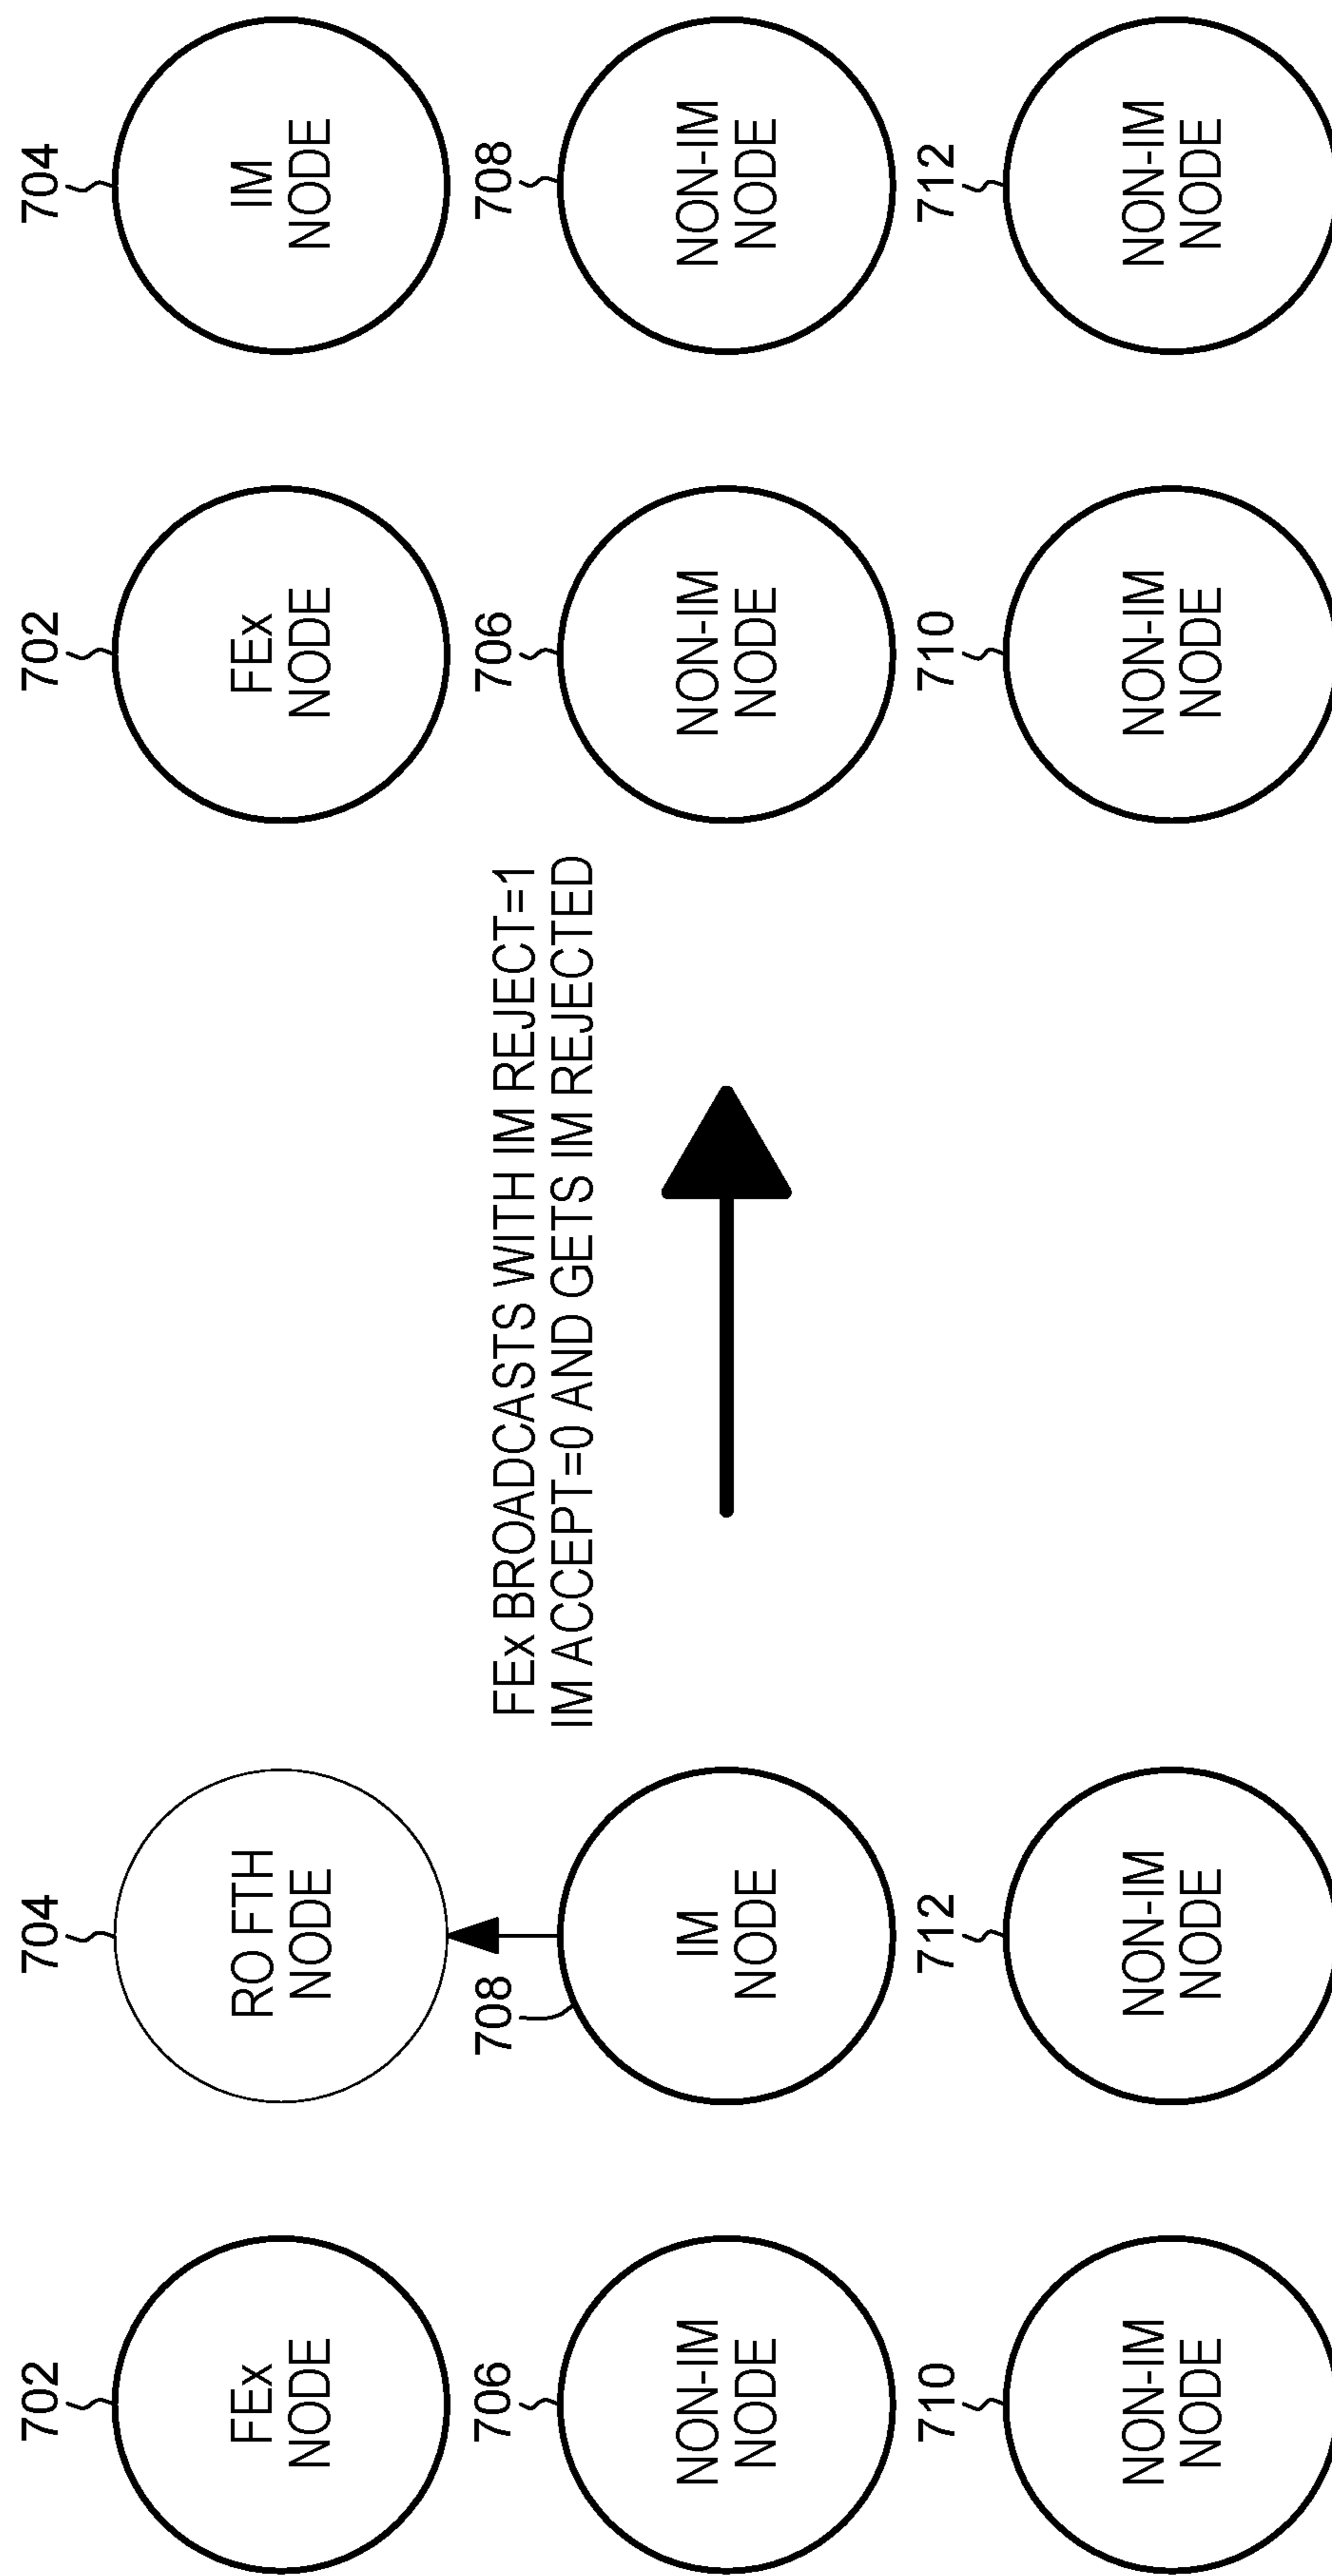 702
FEx
NODE
704
RO FTH
NODE
706
NON-IM
NODE
708
IM
NODE
710
NON-IM
NODE
712
NON-IM
NODE
FEx BROADCASTS WITH IM REJECT=1
IM ACCEPT=0 AND GETS IM REJECTED
702
FEx
NODE
704
IM
NODE
706
NON-IM
NODE
708
NON-IM
NODE
710
NON-IM
NODE
712
NON-IM
NODE